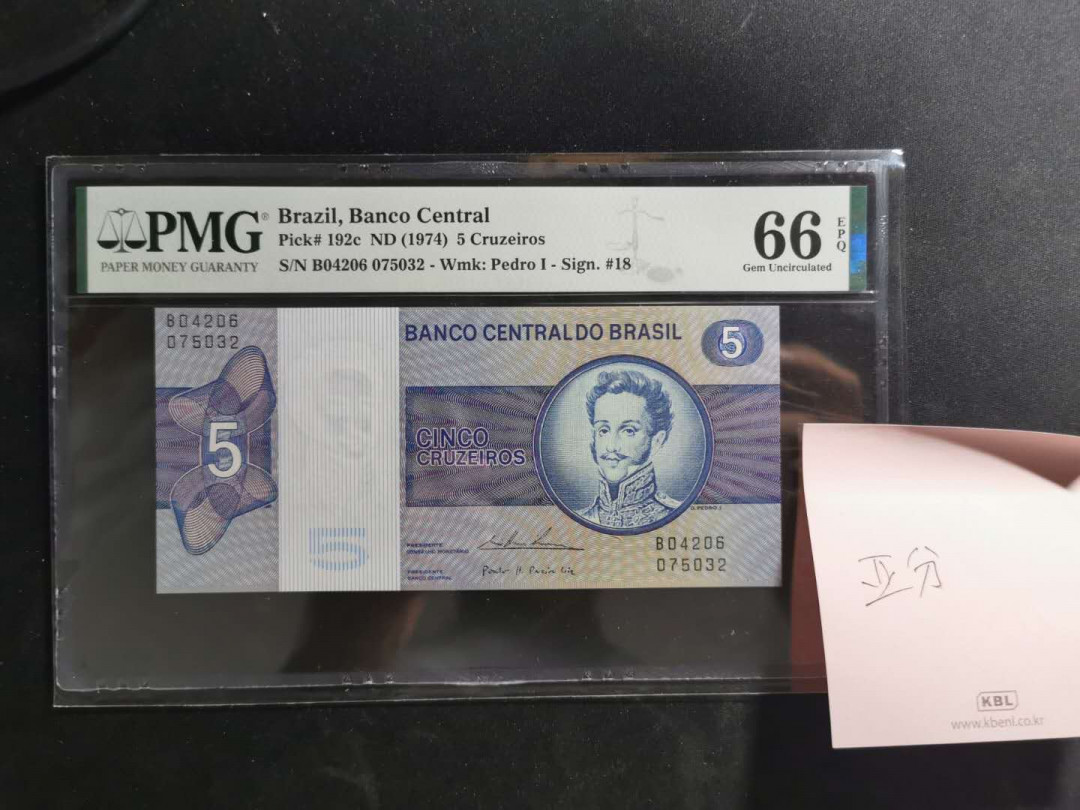 PMG®
PAPER MONEY GUARANTY
Brazil, Banco Central
Pick# 192c ND (1974) 5 Cruzeiros
S/N B04206 075032 - Wmk: Pedro I - Sign. #18
66
EPQ
Gem Uncirculated
B04206
075032
BANCO CENTRAL DO BRASIL
5
5
CINCO
CRUZEIROS
D. PEDRO I
5
PRESIDENTE
PRESIDENTE
BANCO CENTRAL
B04206
075032
亚分
KBL
www.kbenl.co.kr